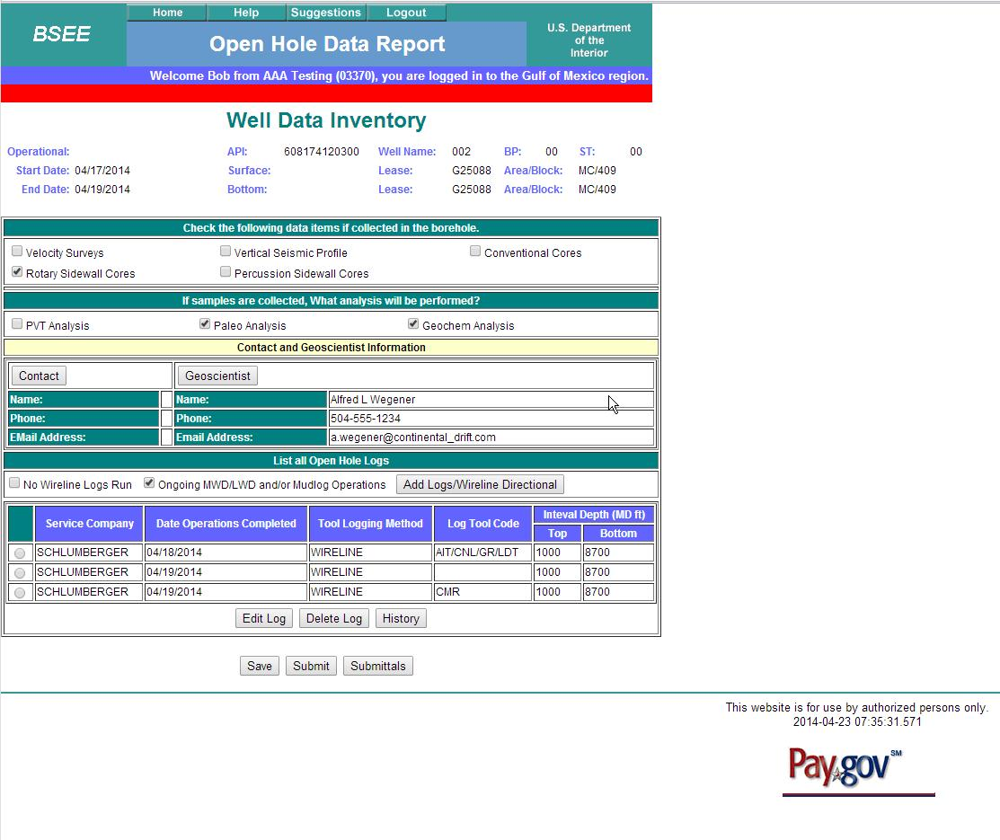 Home Help Suggestions Logout
BSEE
Open Hole Data Report
U.S. Department
of the
Interior
Welcome Bob from AAA Testing (03370), you are logged in to the Gulf of Mexico region.
Well Data Inventory
Operational: API: 608174120300 Well Name: 002 BP: 00 ST: 00
Start Date: 04/17/2014 Surface: Lease: G25088 Area/Block: MC/409
End Date: 04/19/2014 Bottom: Lease: G25088 Area/Block: MC/409
Check the following data items if collected in the borehole.
Velocity Surveys Vertical Seismic Profile Conventional Cores
Rotary Sidewall Cores Percussion Sidewall Cores
If samples are collected, What analysis will be performed?
PVT Analysis Paleo Analysis Geochem Analysis
Contact and Geoscientist Information
Contact Geoscientist
Name: Name: Alfred L Wegener
Phone: Phone: 504-555-1234
EMail Address: Email Address: a.wegener@continental_drift.com
List all Open Hole Logs
No Wireline Logs Run Ongoing MWD/LWD and/or Mudlog Operations Add Logs/Wireline Directional
Service Company Date Operations Completed Tool Logging Method Log Tool Code Inteval Depth (MD ft)
Top Bottom
SCHLUMBERGER 04/18/2014 WIRELINE AIT/CNL/GR/LDT 1000 8700
SCHLUMBERGER 04/19/2014 WIRELINE 1000 8700
SCHLUMBERGER 04/19/2014 WIRELINE CMR 1000 8700
Edit Log Delete Log History
Save Submit Submittals
This website is for use by authorized persons only.
2014-04-23 07:35:31.571
Pay.gov SM